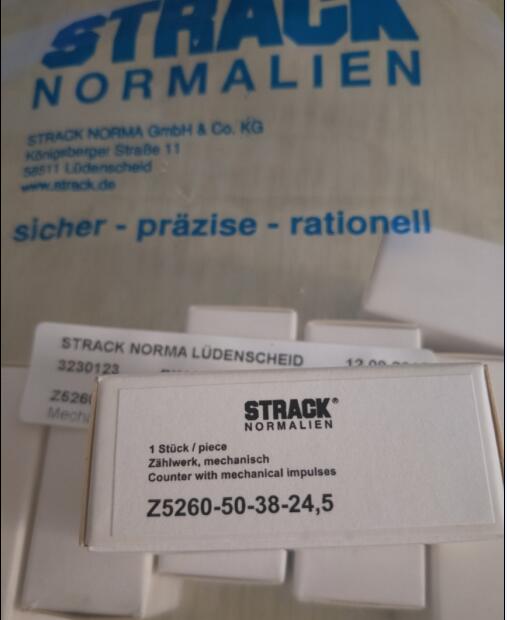 STRACK
NORMALIEN
STRACK NORMA GmbH & Co. KG
Königsberger Straße 11
58511 Lüdenscheid
www.strack.de
sicher - präzise - rationell
STRACK NORMA LÜDENSCHEID
3230123
Z5260
Mecha
STRACK®
NORMALIEN
1 Stück / piece
Zählwerk, mechanisch
Counter with mechanical impulses
Z5260-50-38-24,5